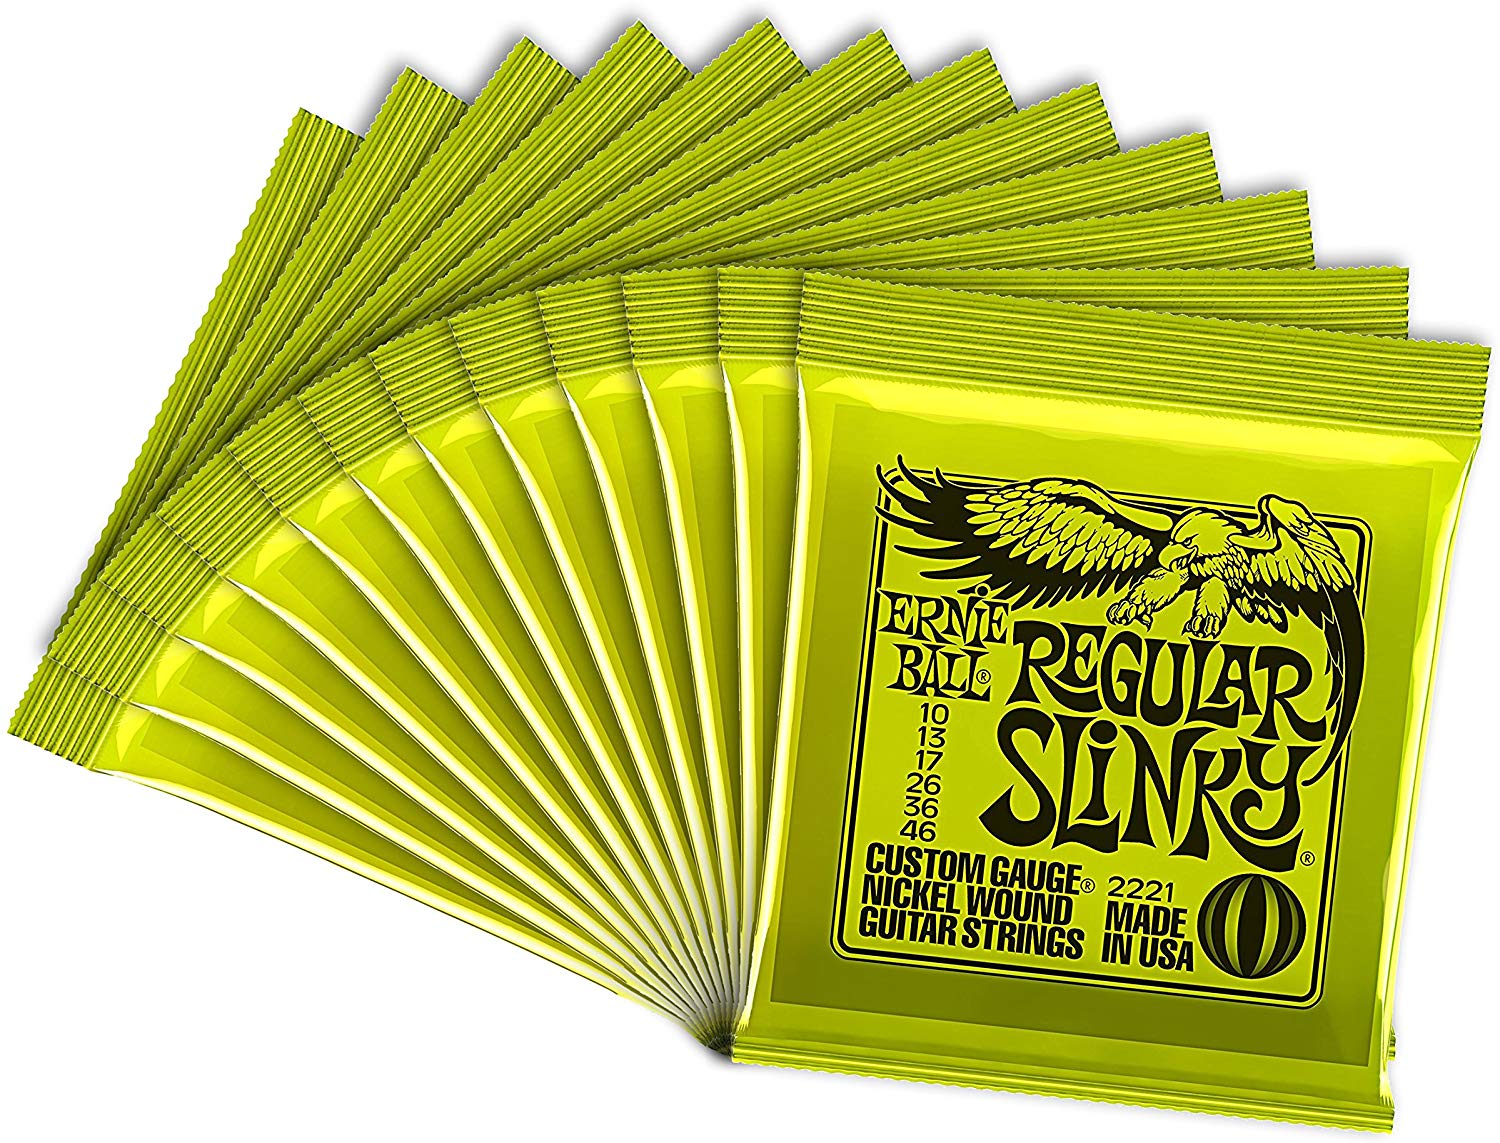 ERNIE
BALL®
REGULAR
SLINKY®
10
13
17
26
36
46
CUSTOM GAUGE®
NICKEL WOUND
GUITAR STRINGS
2221
MADE
IN USA